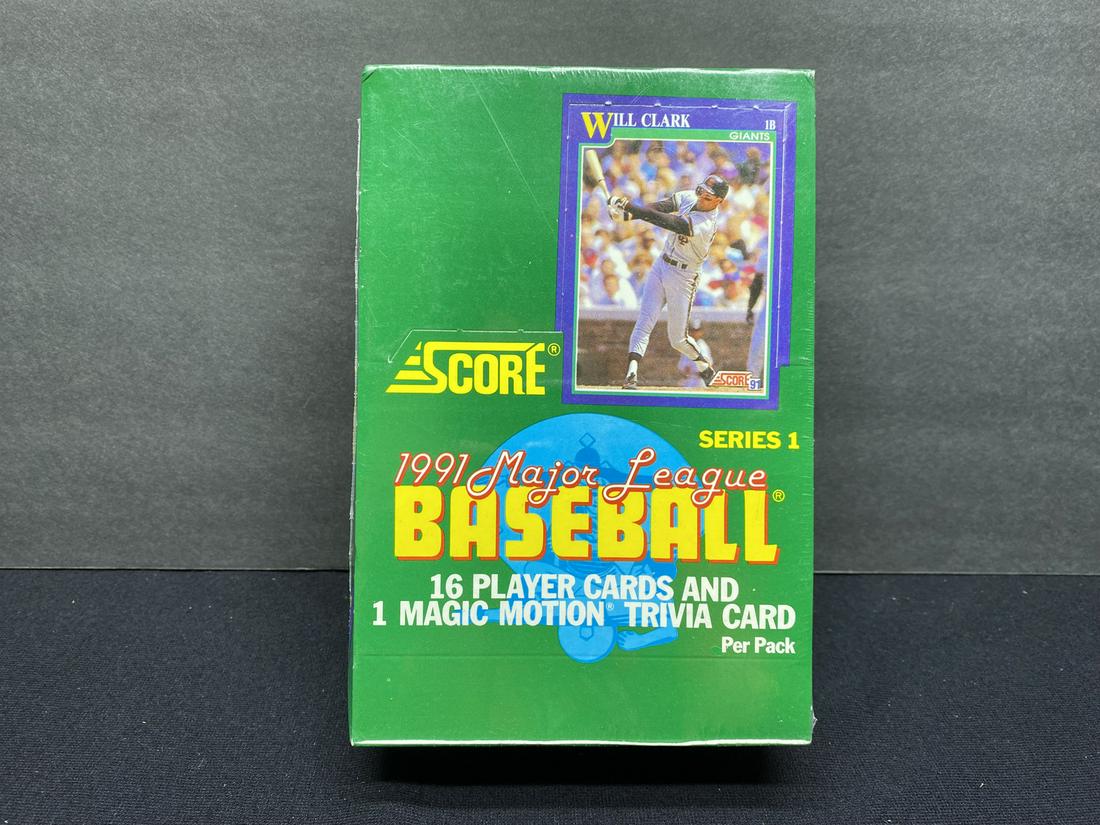 WILL CLARK 1B
GIANTS
SCORE 91
SCORE®
SERIES 1
1991 Major League
BASEBALL®
16 PLAYER CARDS AND
1 MAGIC MOTION® TRIVIA CARD
Per Pack